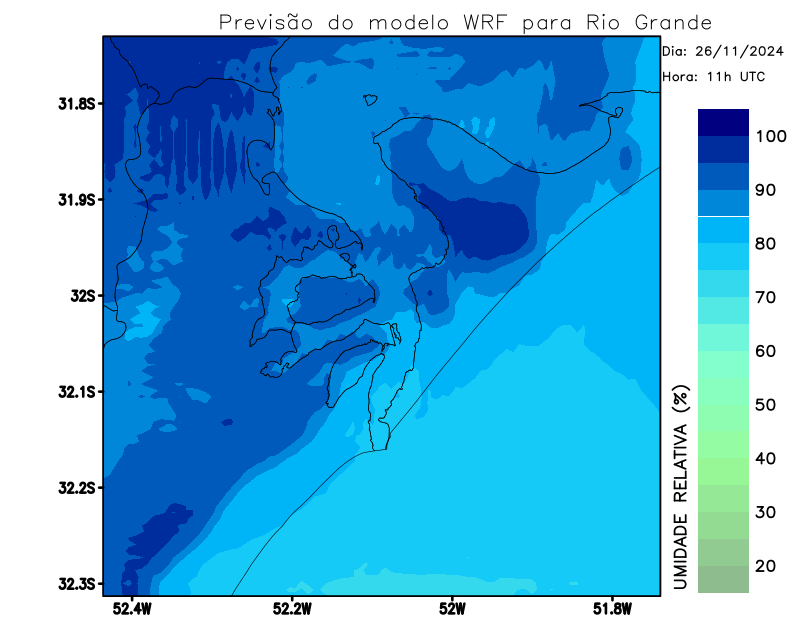 Previsão do modelo WRF para Rio Grande
Dia: 26/11/2024
Hora: 11h UTC
31.8S
31.9S
32S
32.1S
32.2S
32.3S
52.4W
52.2W
52W
51.8W
100
90
80
70
60
50
40
30
20
UMIDADE RELATIVA (%)